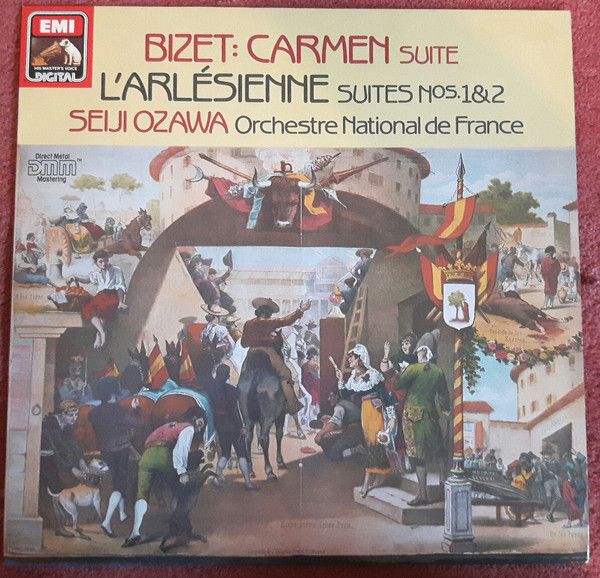 EMI
HIS MASTER'S VOICE
DIGITAL
BIZET: CARMEN SUITE
L'ARLÉSIENNE SUITES Nos. 1&2
SEIJI OZAWA Orchestre National de France
Direct Metal
DMM™
Mastering